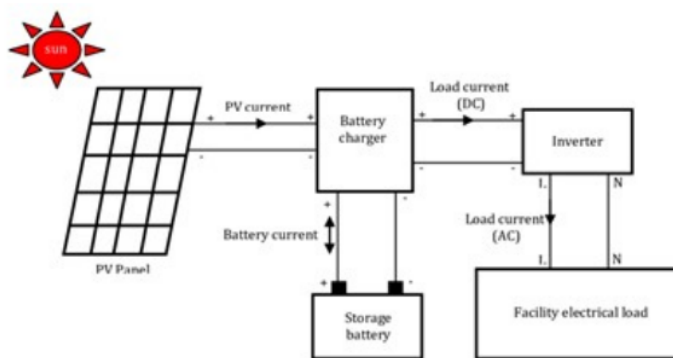 sun
PV current
Load current
(DC)
+
+
+
+
Battery
charger
Inverter
-
-
-
-
L
N
+
-
Load current
(AC)
Battery current
L
N
PV Panel
+
-
Storage
battery
Facility electrical load